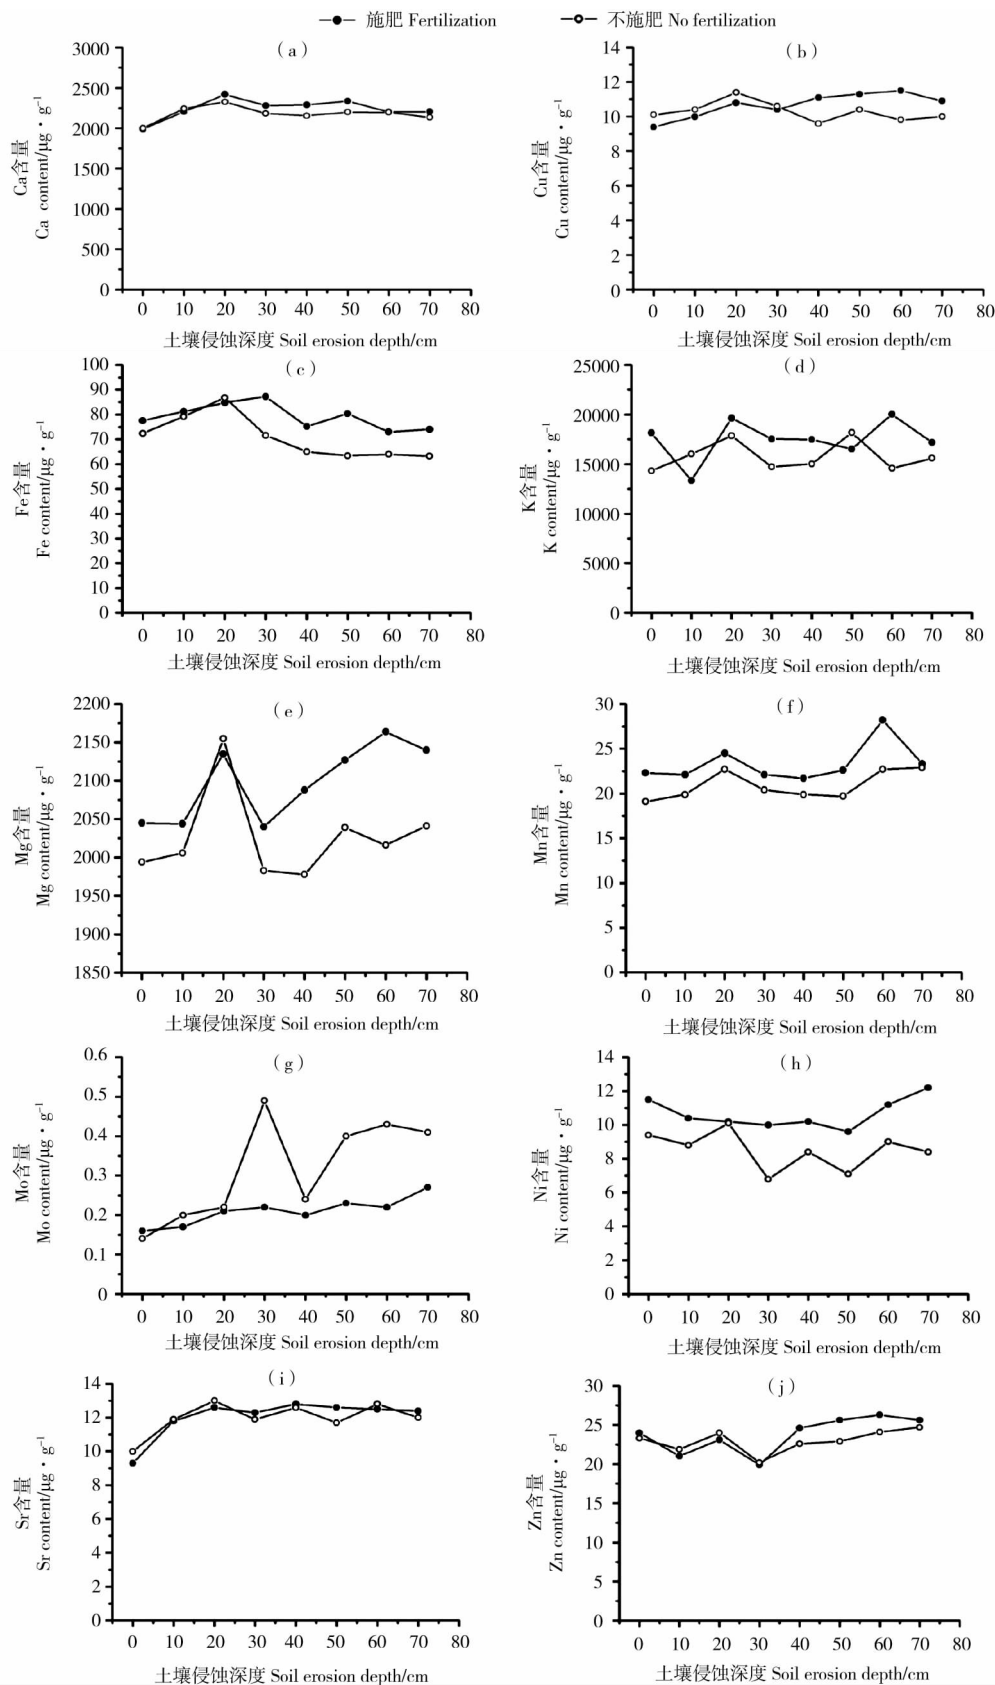 施肥 Fertilization 不施肥 No fertilization
(a)
3000
2500
2000
1500
1000
500
0
Ca含量
Ca content/μg·g⁻¹
0 10 20 30 40 50 60 70 80
土壤侵蚀深度 Soil erosion depth/cm
(b)
14
12
10
8
6
4
2
0
Cu含量
Cu content/μg·g⁻¹
0 10 20 30 40 50 60 70 80
土壤侵蚀深度 Soil erosion depth/cm
(c)
100
90
80
70
60
50
40
30
20
10
0
Fe含量
Fe content/μg·g⁻¹
0 10 20 30 40 50 60 70 80
土壤侵蚀深度 Soil erosion depth/cm
(d)
25000
20000
15000
10000
5000
0
K含量
K content/μg·g⁻¹
0 10 20 30 40 50 60 70 80
土壤侵蚀深度 Soil erosion depth/cm
(e)
2200
2150
2100
2050
2000
1950
1900
1850
Mg含量
Mg content/μg·g⁻¹
0 10 20 30 40 50 60 70 80
土壤侵蚀深度 Soil erosion depth/cm
(f)
30
25
20
15
10
5
0
Mn含量
Mn content/μg·g⁻¹
0 10 20 30 40 50 60 70 80
土壤侵蚀深度 Soil erosion depth/cm
(g)
0.6
0.5
0.4
0.3
0.2
0.1
0
Mo含量
Mo content/μg·g⁻¹
0 10 20 30 40 50 60 70 80
土壤侵蚀深度 Soil erosion depth/cm
(h)
14
12
10
8
6
4
2
0
Ni含量
Ni content/μg·g⁻¹
0 10 20 30 40 50 60 70 80
土壤侵蚀深度 Soil erosion depth/cm
(i)
14
12
10
8
6
4
2
0
Sr含量
Sr content/μg·g⁻¹
0 10 20 30 40 50 60 70 80
土壤侵蚀深度 Soil erosion depth/cm
(j)
30
25
20
15
10
5
0
Zn含量
Zn content/μg·g⁻¹
0 10 20 30 40 50 60 70 80
土壤侵蚀深度 Soil erosion depth/cm